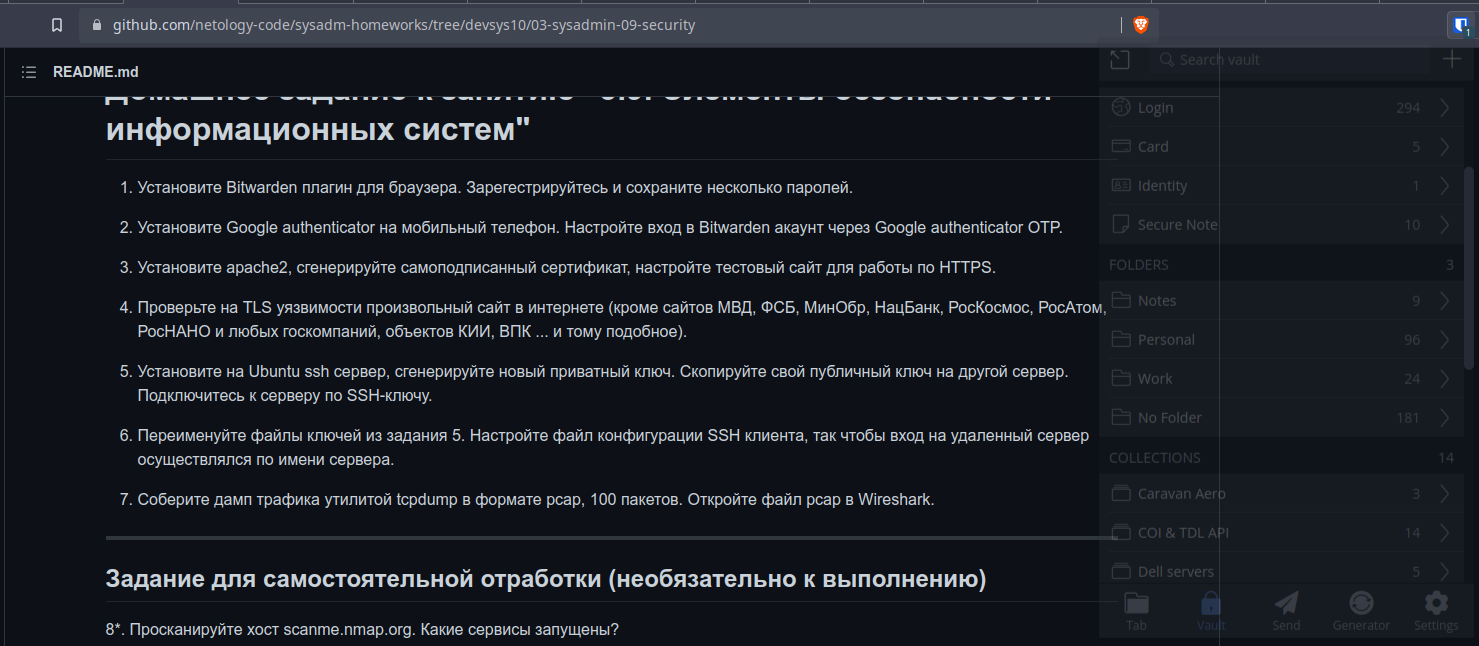 github.com/netology-code/sysadm-homeworks/tree/devsys10/03-sysadmin-09-security
1
README.md
Search vault
информационных систем"
1. Установите Bitwarden плагин для браузера. Зарегестрируйтесь и сохраните несколько паролей.
2. Установите Google authenticator на мобильный телефон. Настройте вход в Bitwarden акаунт через Google authenticator OTP.
3. Установите apache2, сгенерируйте самоподписанный сертификат, настройте тестовый сайт для работы по HTTPS.
4. Проверьте на TLS уязвимости произвольный сайт в интернете (кроме сайтов МВД, ФСБ, МинОбр, НацБанк, РосКосмос, РосАтом,
РосНАНО и любых госкомпаний, объектов КИИ, ВПК ... и тому подобное).
5. Установите на Ubuntu ssh сервер, сгенерируйте новый приватный ключ. Скопируйте свой публичный ключ на другой сервер.
Подключитесь к серверу по SSH-ключу.
6. Переименуйте файлы ключей из задания 5. Настройте файл конфигурации SSH клиента, так чтобы вход на удаленный сервер
осуществлялся по имени сервера.
7. Соберите дамп трафика утилитой tcpdump в формате pcap, 100 пакетов. Откройте файл pcap в Wireshark.
Задание для самостоятельной отработки (необязательно к выполнению)
8*. Просканируйте хост scanme.nmap.org. Какие сервисы запущены?
Login 294
Card 5
Identity 1
Secure Note 10
FOLDERS 3
Notes 9
Personal 96
Work 24
No Folder 181
COLLECTIONS 14
Caravan Aero 3
COI & TDL API 14
Dell servers 5
Tab Vault Send Generator Settings